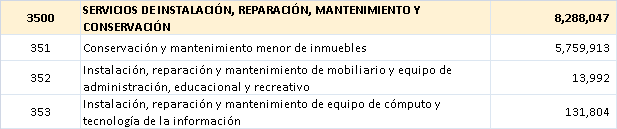 3500 SERVICIOS DE INSTALACIÓN, REPARACIÓN, MANTENIMIENTO Y CONSERVACIÓN 8,288,047
351 Conservación y mantenimiento menor de inmuebles 5,759,913
352 Instalación, reparación y mantenimiento de mobiliario y equipo de administración, educacional y recreativo 13,992
353 Instalación, reparación y mantenimiento de equipo de cómputo y tecnología de la información 131,804